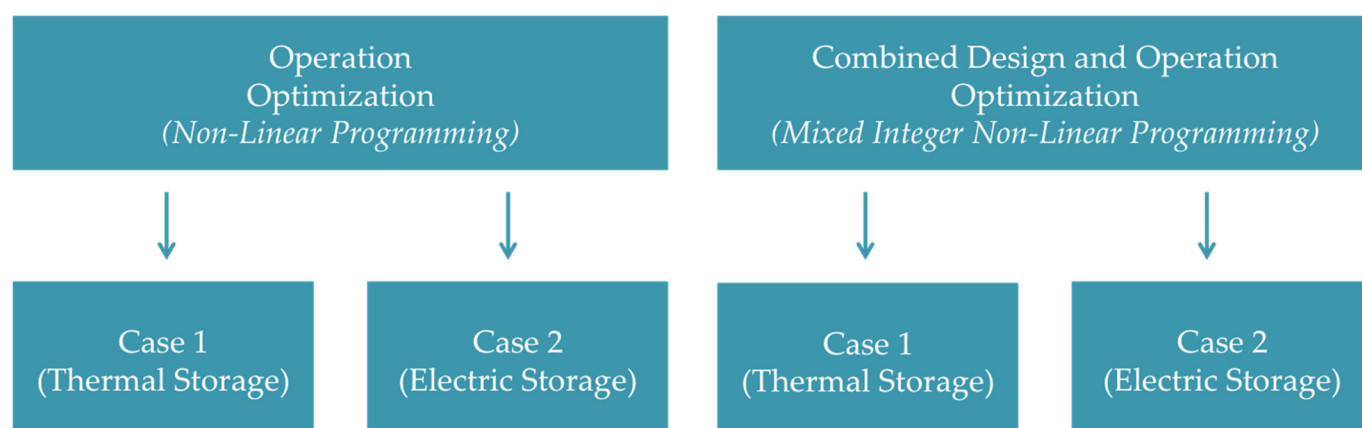 Operation
Optimization
(Non-Linear Programming)
Combined Design and Operation
Optimization
(Mixed Integer Non-Linear Programming)
Case 1
(Thermal Storage)
Case 2
(Electric Storage)
Case 1
(Thermal Storage)
Case 2
(Electric Storage)